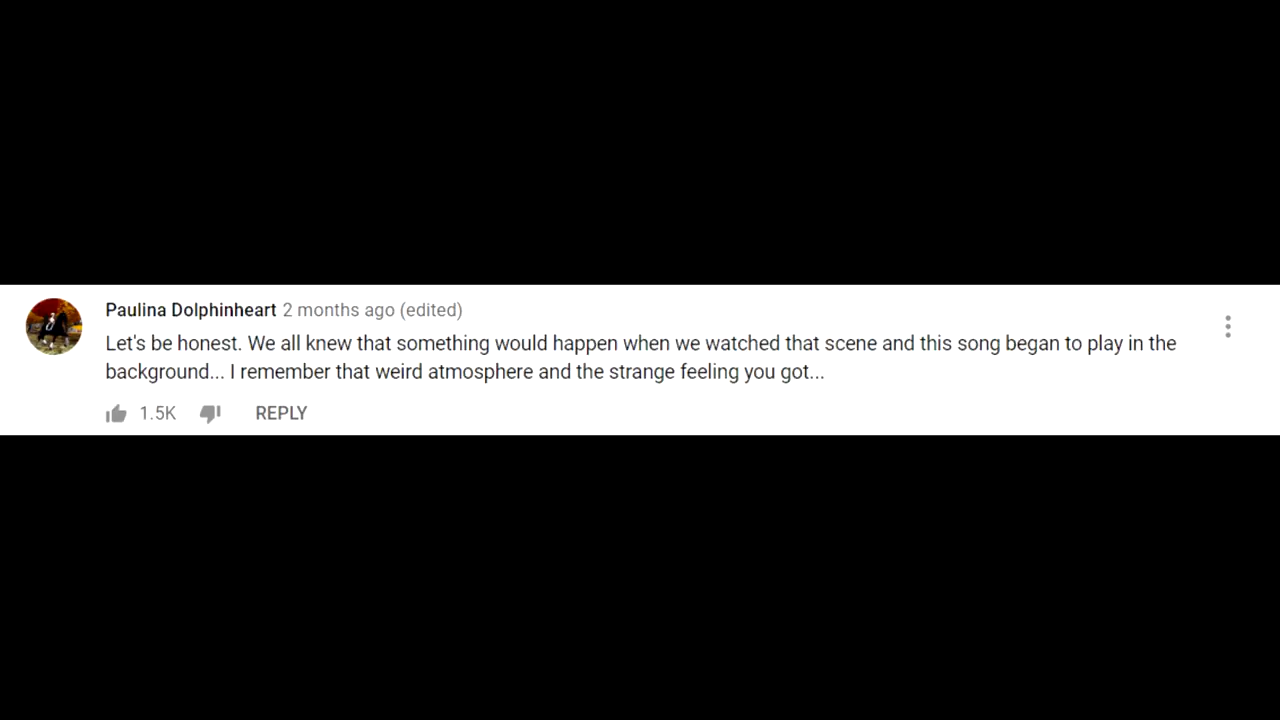 Paulina Dolphinheart 2 months ago (edited)
Let's be honest. We all knew that something would happen when we watched that scene and this song began to play in the
background... I remember that weird atmosphere and the strange feeling you got...
1.5K REPLY